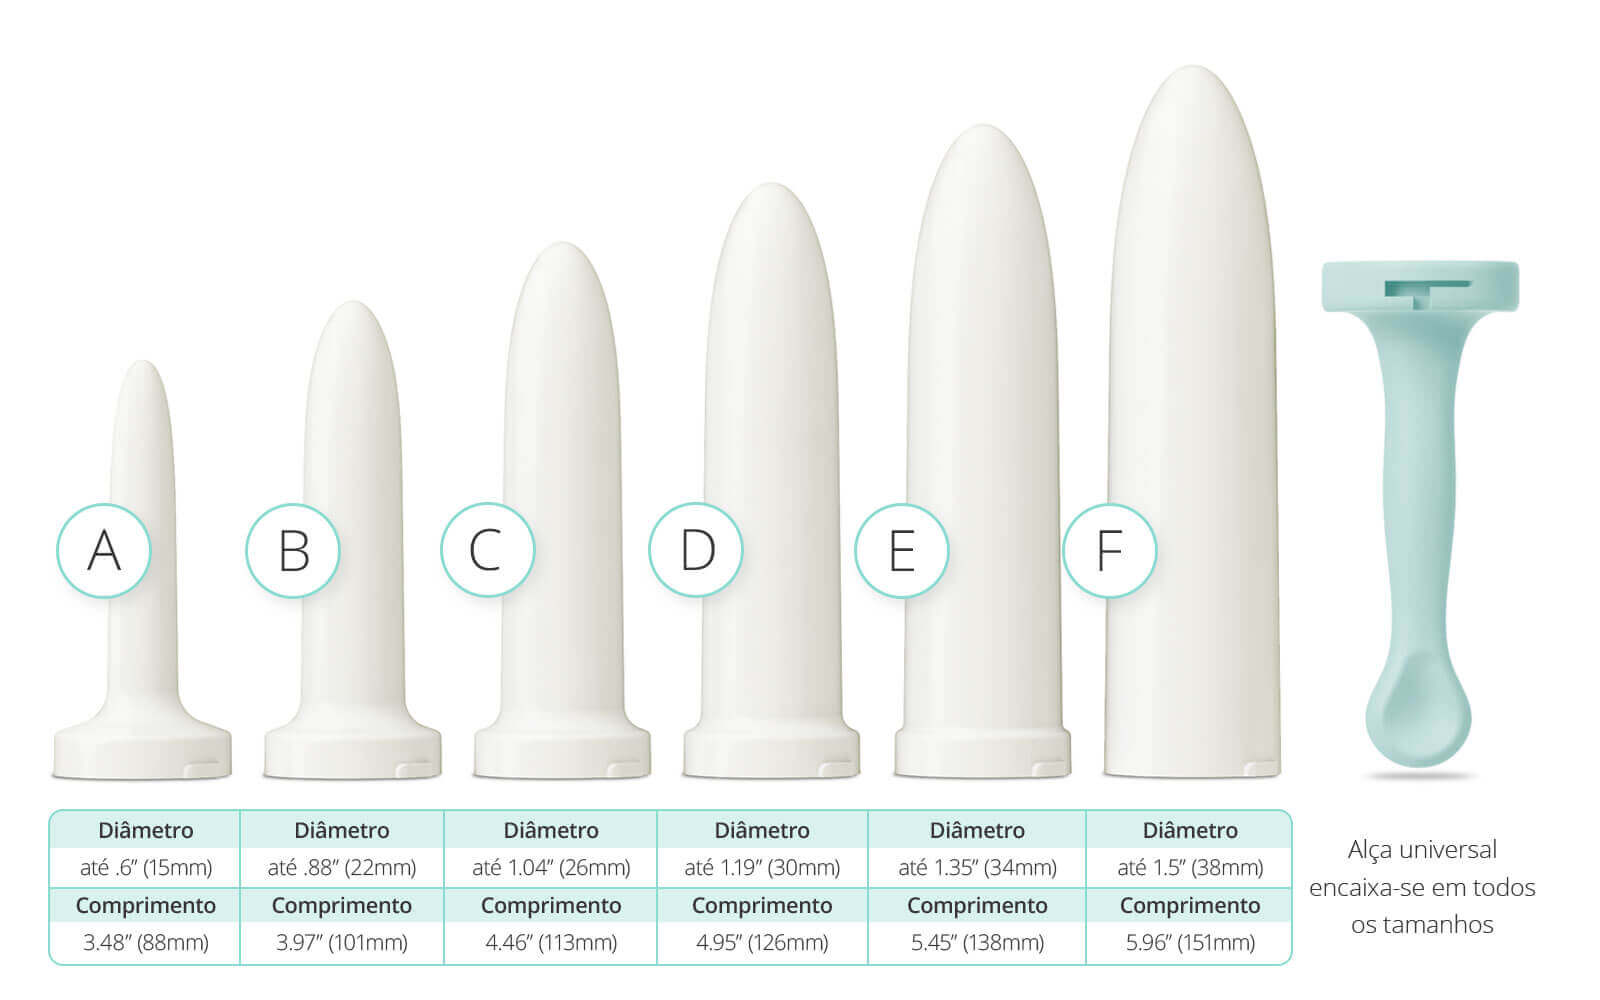 A
B
C
D
E
F
Diâmetro
Diâmetro
Diâmetro
Diâmetro
Diâmetro
Diâmetro
até .6” (15mm)
até .88” (22mm)
até 1.04” (26mm)
até 1.19” (30mm)
até 1.35” (34mm)
até 1.5” (38mm)
Comprimento
Comprimento
Comprimento
Comprimento
Comprimento
Comprimento
3.48” (88mm)
3.97” (101mm)
4.46” (113mm)
4.95” (126mm)
5.45” (138mm)
5.96” (151mm)
Alça universal
encaixa-se em todos
os tamanhos